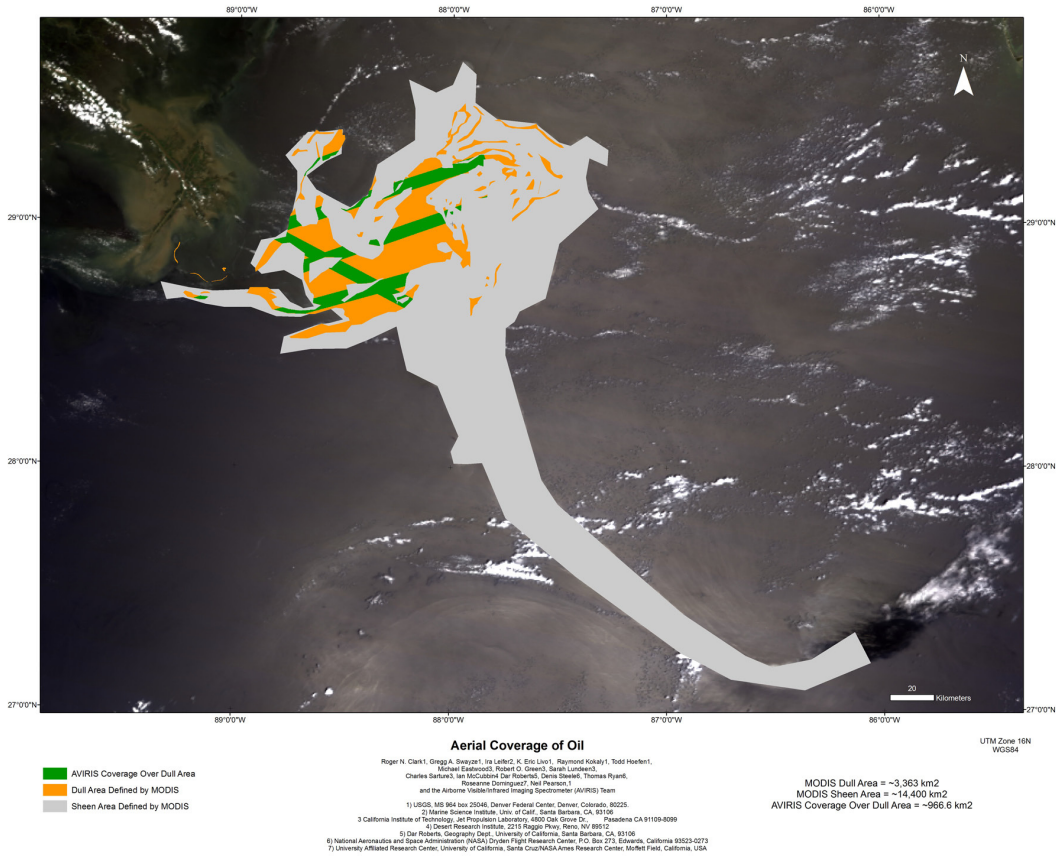 89°0'0"W
88°0'0"W
87°0'0"W
86°0'0"W
N
29°0'0"N
29°0'0"N
28°0'0"N
28°0'0"N
27°0'0"N
27°0'0"N
20
Kilometers
89°0'0"W
88°0'0"W
87°0'0"W
86°0'0"W
Aerial Coverage of Oil
UTM Zone 16N
WGS84
Roger N. Clark1, Gregg A. Swayze1, Ira Leifer2, K. Eric Livo1, Raymond Kokaly1, Todd Hoefen1,
Michael Eastwood3, Robert O. Green3, Sarah Lundeen3,
Charles Sarture3, Ian McCubbin4 Dar Roberts5, Denis Steele6, Thomas Ryan6,
Roseanne Dominguez7, Neil Pearson,1
and the Airborne Visible/Infrared Imaging Spectrometer (AVIRIS) Team
AVIRIS Coverage Over Dull Area
Dull Area Defined by MODIS
Sheen Area Defined by MODIS
MODIS Dull Area = ~3,363 km2
MODIS Sheen Area = ~14,400 km2
AVIRIS Coverage Over Dull Area = ~966.6 km2
1) USGS, MS 964 box 25046, Denver Federal Center, Denver, Colorado, 80225.
2) Marine Science Institute, Univ. of Calif., Santa Barbara, CA, 93106
3 California Institute of Technology, Jet Propulsion Laboratory, 4800 Oak Grove Dr., Pasadena CA 91109-8099
4) Desert Research Institute, 2215 Raggio Pkwy, Reno, NV 89512
5) Dar Roberts, Geography Dept., University of California, Santa Barbara, CA, 93106
6) National Aeronautics and Space Administration (NASA) Dryden Flight Research Center, P.O. Box 273, Edwards, California 93523-0273
7) University Affiliated Research Center, University of California, Santa Cruz/NASA Ames Research Center, Moffett Field, California, USA